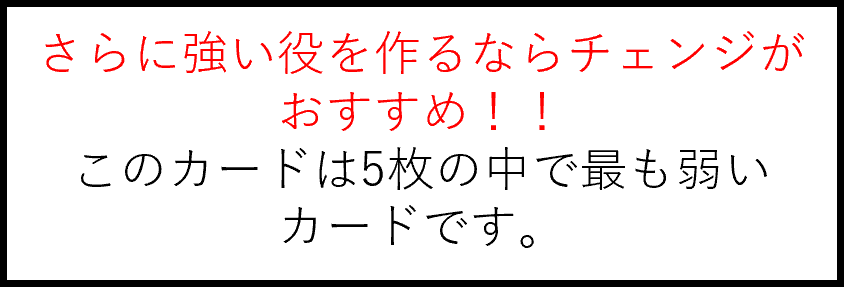 さらに強い役を作るならチェンジが
おすすめ！！
このカードは5枚の中で最も弱い
カードです。